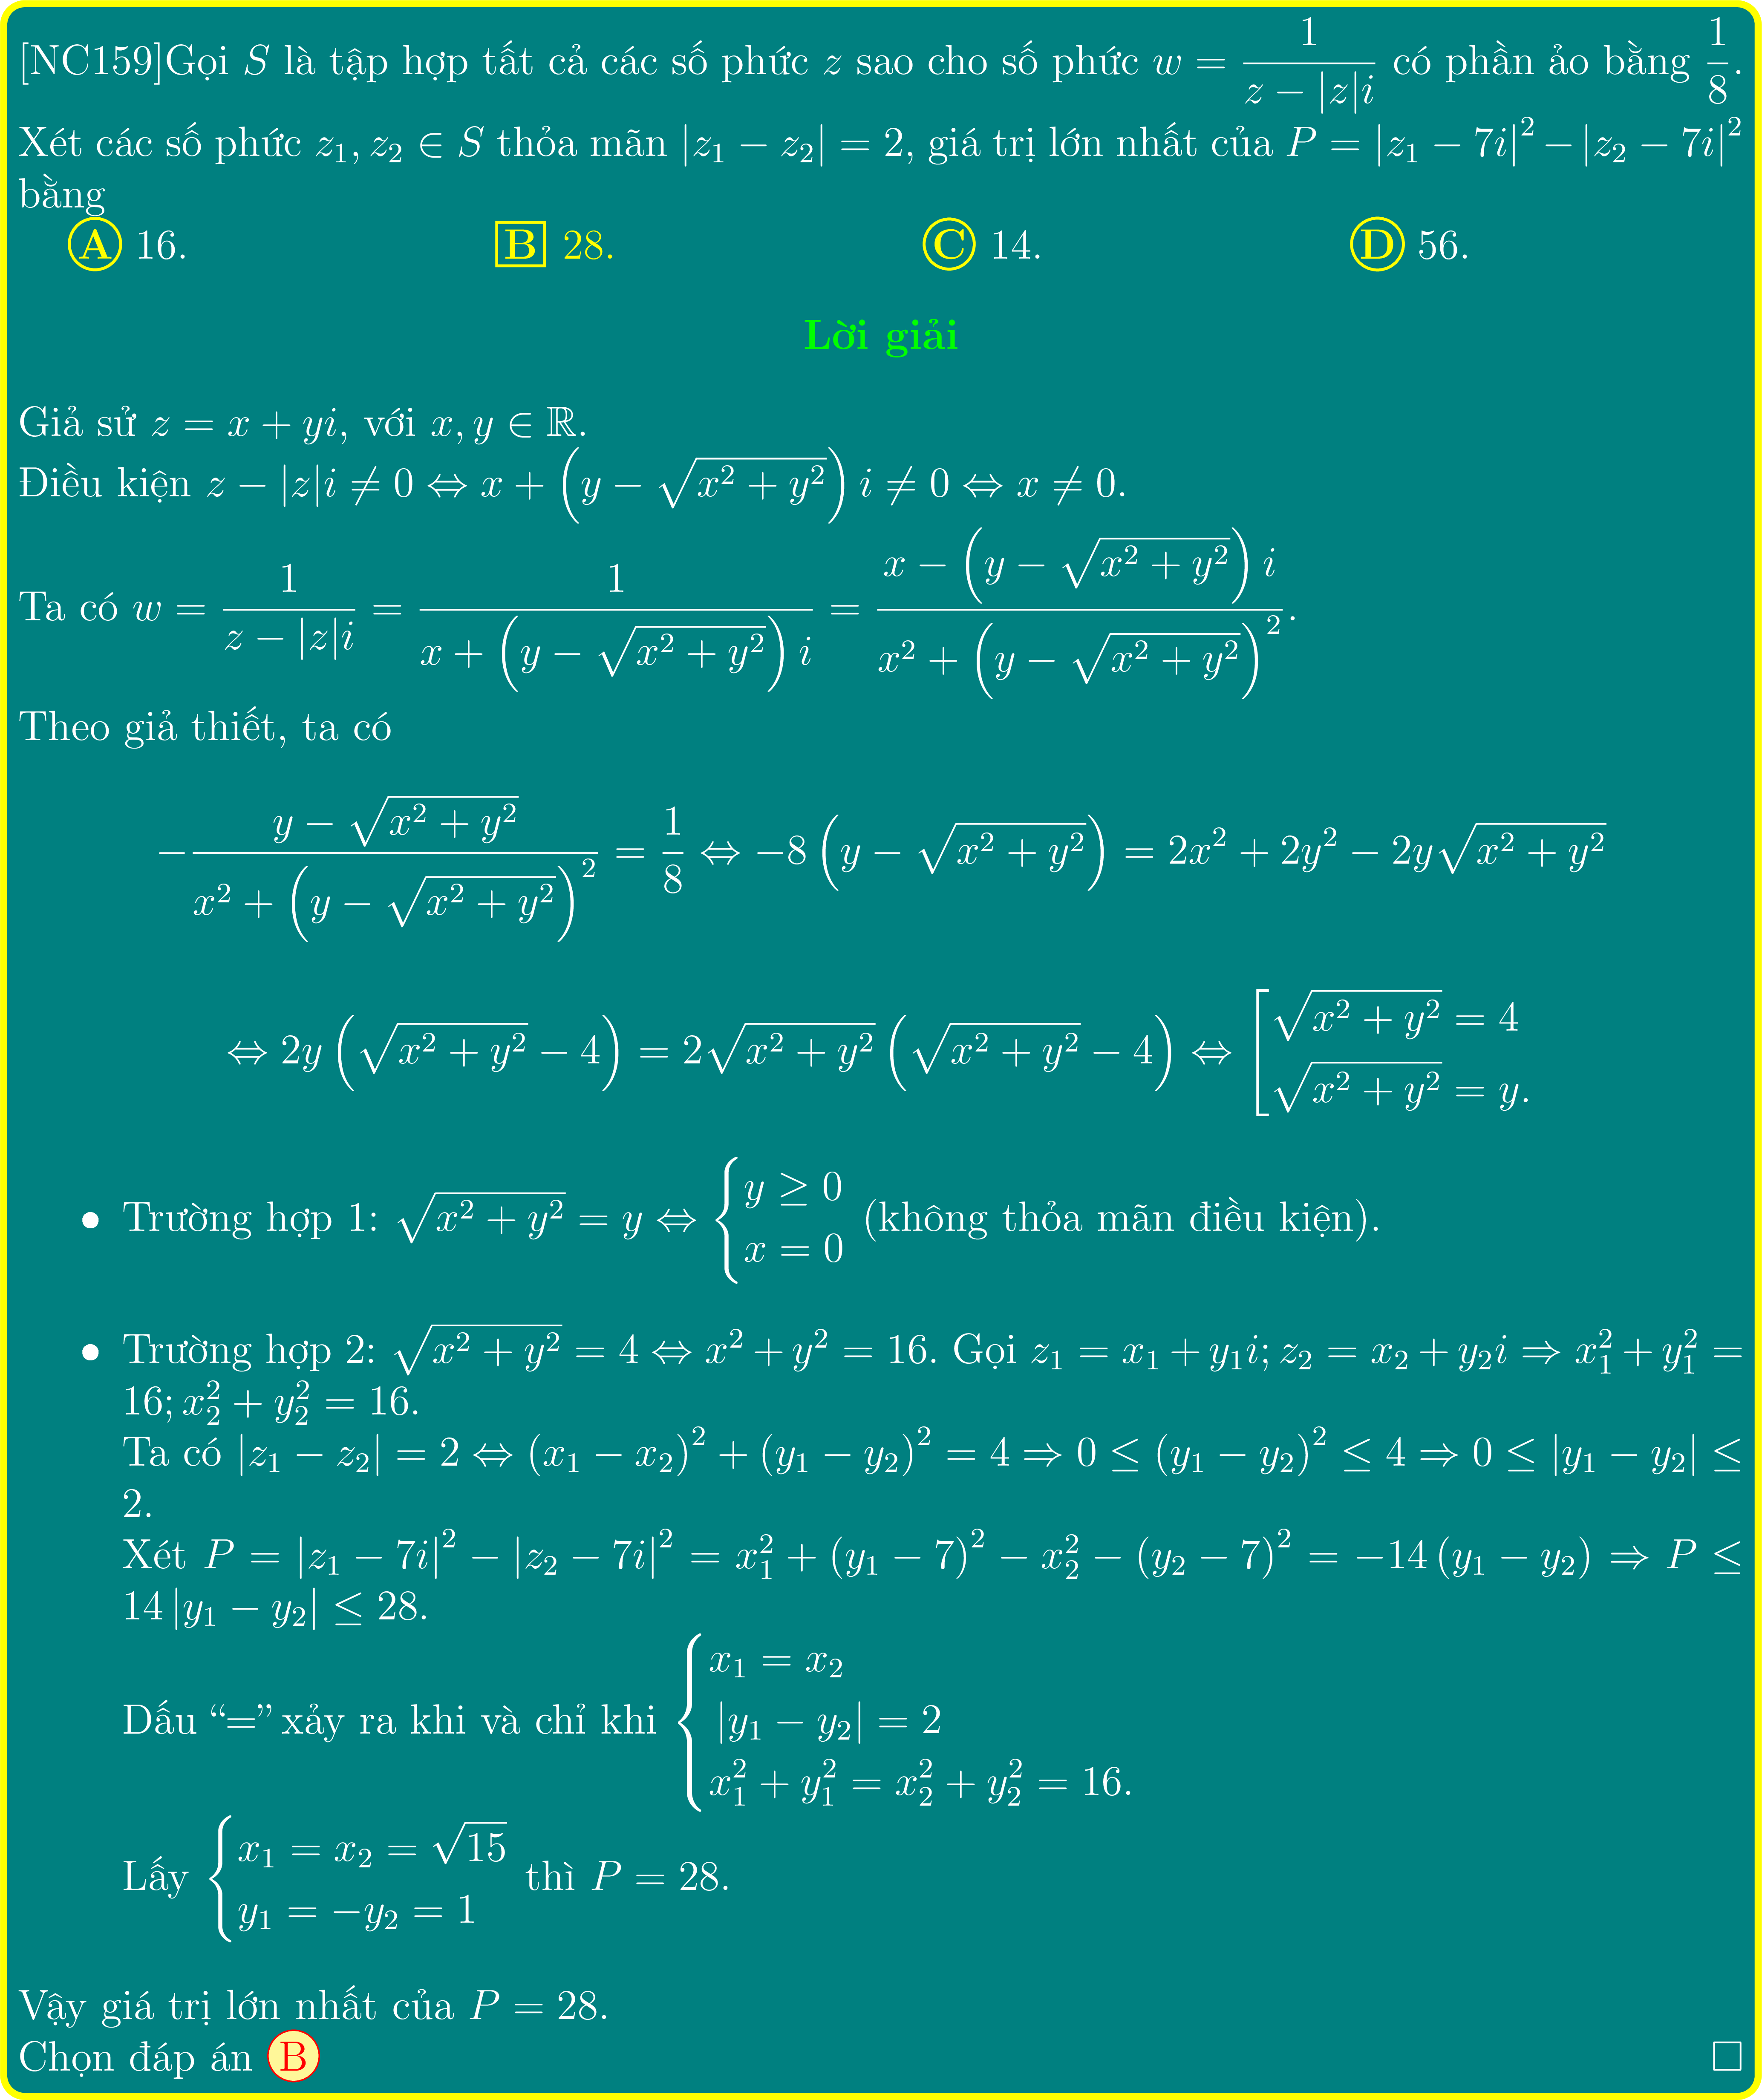 [NC159]Gọi $S$ là tập hợp tất cả các số phức $z$ sao cho số phức $w = \dfrac{1}{z - |z|i}$ có phần ảo bằng $\dfrac{1}{8}$.
Xét các số phức $z_1, z_2 \in S$ thỏa mãn $|z_1 - z_2| = 2$, giá trị lớn nhất của $P = |z_1 - 7i|^2 - |z_2 - 7i|^2$
bằng
A 16. B 28. C 14. D 56.
Lời giải
Giả sử $z = x + yi$, với $x, y \in \mathbb{R}$.
Điều kiện $z - |z|i \neq 0 \Leftrightarrow x + \left(y - \sqrt{x^2 + y^2}\right)i \neq 0 \Leftrightarrow x \neq 0$.
Ta có $w = \dfrac{1}{z - |z|i} = \dfrac{1}{x + \left(y - \sqrt{x^2 + y^2}\right)i} = \dfrac{x - \left(y - \sqrt{x^2 + y^2}\right)i}{x^2 + \left(y - \sqrt{x^2 + y^2}\right)^2}$.
Theo giả thiết, ta có
$-\dfrac{y - \sqrt{x^2 + y^2}}{x^2 + \left(y - \sqrt{x^2 + y^2}\right)^2} = \dfrac{1}{8} \Leftrightarrow -8\left(y - \sqrt{x^2 + y^2}\right) = 2x^2 + 2y^2 - 2y\sqrt{x^2 + y^2}$
$\Leftrightarrow 2y\left(\sqrt{x^2 + y^2} - 4\right) = 2\sqrt{x^2 + y^2}\left(\sqrt{x^2 + y^2} - 4\right) \Leftrightarrow \left[\begin{array}{l}\sqrt{x^2 + y^2} = 4 \\ \sqrt{x^2 + y^2} = y.\end{array}\right.$
• Trường hợp 1: $\sqrt{x^2 + y^2} = y \Leftrightarrow \begin{cases} y \geq 0 \\ x = 0 \end{cases}$ (không thỏa mãn điều kiện).
• Trường hợp 2: $\sqrt{x^2 + y^2} = 4 \Leftrightarrow x^2 + y^2 = 16$. Gọi $z_1 = x_1 + y_1i; z_2 = x_2 + y_2i \Rightarrow x_1^2 + y_1^2 =$
$16; x_2^2 + y_2^2 = 16$.
Ta có $|z_1 - z_2| = 2 \Leftrightarrow (x_1 - x_2)^2 + (y_1 - y_2)^2 = 4 \Rightarrow 0 \leq (y_1 - y_2)^2 \leq 4 \Rightarrow 0 \leq |y_1 - y_2| \leq$
2.
Xét $P = |z_1 - 7i|^2 - |z_2 - 7i|^2 = x_1^2 + (y_1 - 7)^2 - x_2^2 - (y_2 - 7)^2 = -14(y_1 - y_2) \Rightarrow P \leq$
$14|y_1 - y_2| \leq 28$.
Dấu “=” xảy ra khi và chỉ khi $\begin{cases} x_1 = x_2 \\ |y_1 - y_2| = 2 \\ x_1^2 + y_1^2 = x_2^2 + y_2^2 = 16. \end{cases}$
Lấy $\begin{cases} x_1 = x_2 = \sqrt{15} \\ y_1 = -y_2 = 1 \end{cases}$ thì $P = 28$.
Vậy giá trị lớn nhất của $P = 28$.
Chọn đáp án B □